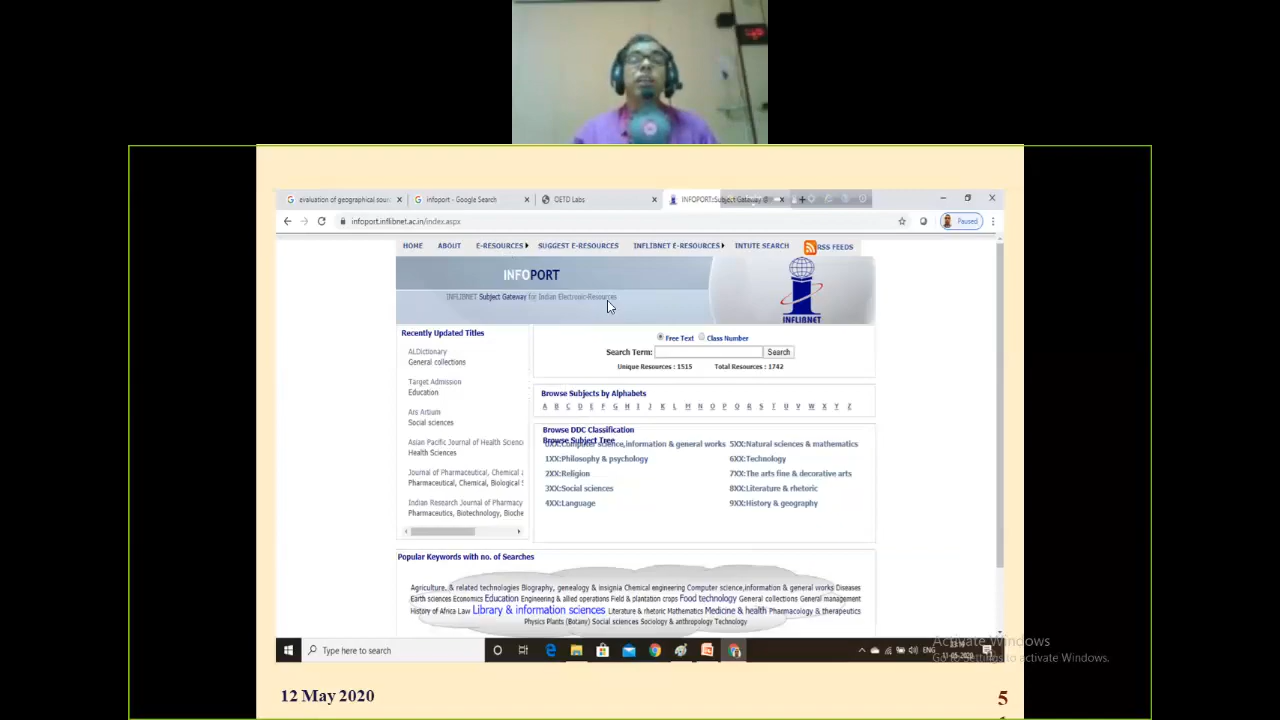 evaluation of geographical sour
infoport - Google Search
OETD Labs
INFOPORT::Subject Gateway @
infoport.inflibnet.ac.in/index.aspx
Paused
HOME ABOUT E-RESOURCES SUGGEST E-RESOURCES INFLIBNET E-RESOURCES INTUTE SEARCH RSS FEEDS
INFOPORT
INFLIBNET Subject Gateway for Indian Electronic-Resources
INFLIBNET
Recently Updated Titles
ALDictionary
General collections
Target Admission
Education
Ars Artium
Social sciences
Asian Pacific Journal of Health Scienc
Health Sciences
Journal of Pharmaceutical, Chemical a
Pharmaceutical, Chemical, Biological S
Indian Research Journal of Pharmacy
Pharmaceutics, Biotechnology, Bioche
Free Text Class Number
Search Term: Search
Unique Resources : 1515 Total Resources : 1742
Browse Subjects by Alphabets
A B C D E F G H I J K L M N O P Q R S T U V W X Y Z
Browse DDC Classification
Browse Subject Tree
0XX:Computer science,information & general works 5XX:Natural sciences & mathematics
1XX:Philosophy & psychology 6XX:Technology
2XX:Religion 7XX:The arts fine & decorative arts
3XX:Social sciences 8XX:Literature & rhetoric
4XX:Language 9XX:History & geography
Popular Keywords with no. of Searches
Agriculture, & related technologies Biography, genealogy & insignia Chemical engineering Computer science,information & general works Diseases
Earth sciences Economics Education Engineering & allied operations Field & plantation crops Food technology General collections General management
History of Africa Law Library & information sciences Literature & rhetoric Mathematics Medicine & health Pharmacology & therapeutics
Physics Plants (Botany) Social sciences Sociology & anthropology Technology
Type here to search
ENG
11-05-2020
Activate Windows
Go to Settings to activate Windows.
12 May 2020
5